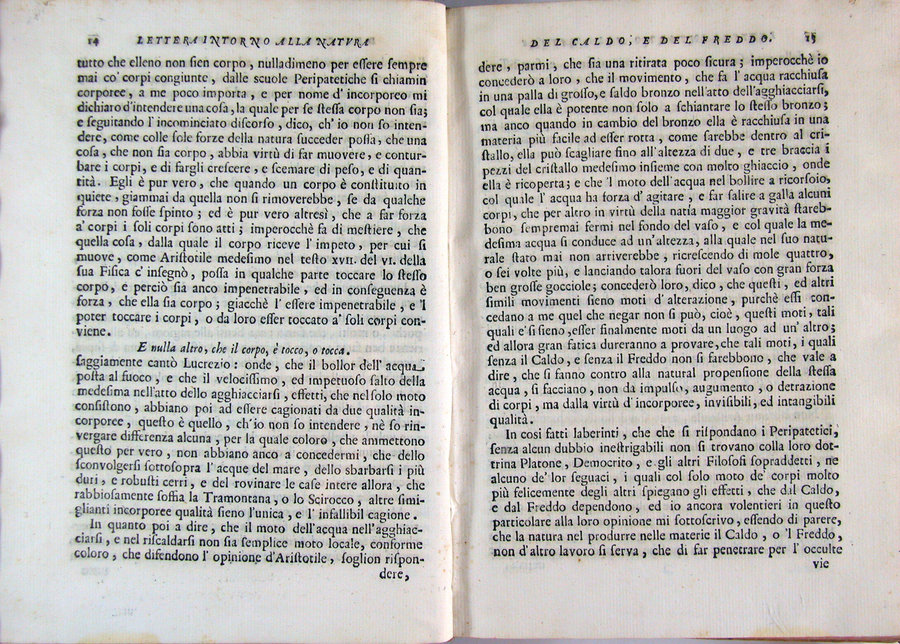 14 LETTERA INTORNO ALLA NATVRA
tutto che elleno non sien corpo, nulladimeno per essere sempre
mai co' corpi congiunte, dalle scuole Peripatetiche si chiamin
corporee, a me poco importa, e per nome d' incorporeo mi
dichiaro d'intendere una cosa, la quale per se stessa corpo non sia;
e seguitando l' incominciato discorso, dico, ch' io non so inten-
dere, come colle sole forze della natura succeder possa, che una
cosa, che non sia corpo, abbia virtù di far muovere, e contur-
bare i corpi, e di fargli crescere, e scemare di peso, e di quan-
tità. Egli è pur vero, che quando un corpo è constituito in
quiete, giammai da quella non si rimoverebbe, se da qualche
forza non fosse spinto; ed è pur vero altresì, che a far forza
a' corpi i soli corpi sono atti; imperocchè fa di mestiere, che
quella cosa, dalla quale il corpo riceve l' impeto, per cui si
muove, come Aristotile medesimo nel testo XVII. del VI. della
sua Fisica c' insegnò, possa in qualche parte toccare lo stesso
corpo, e perciò sia anco impenetrabile, ed in conseguenza è
forza, che ella sia corpo; giacchè l' essere impenetrabile, e 'l
poter toccare i corpi, o da loro esser toccato a' soli corpi con-
viene.
E nulla altro, che il corpo, è tocco, o tocca.
saggiamente cantò Lucrezio: onde, che il bollor dell' acqua
posta al fuoco, e che il velocissimo, ed impetuoso salto della
medesima nell'atto dello agghiacciarsi, effetti, che nel solo moto
consistono, abbiano poi ad essere cagionati da due qualità in-
corporee, questo è quello, ch' io non so intendere, nè so rin-
vergare differenza alcuna, per la quale coloro, che ammettono
questo per vero, non abbiano anco a concedermi, che dello
sconvolgersi sottosopra l' acque del mare, dello sbarbarsi i più
duri, e robusti cerri, e del rovinare le case intere allora, che
rabbiosamente soffia la Tramontana, o lo Scirocco, altre simi-
glianti incorporee qualità sieno l'unica, e l' infallibil cagione.
In quanto poi a dire, che il moto dell'acqua nell'agghiac-
ciarsi, e nel riscaldarsi non sia semplice moto locale, conforme
coloro, che difendono l' opinione d'Aristotile, soglion rispon-
dere,
DEL CALDO, E DEL FREDDO. 15
dere, parmi, che sia una ritirata poco sicura; imperocchè io
concederò a loro, che il movimento, che fa l' acqua racchiusa
in una palla di grosso, e saldo bronzo nell'atto dell'agghiacciarsi,
col quale ella è potente non solo a schiantare lo stesso bronzo;
ma anco quando in cambio del bronzo ella è racchiusa in una
materia più facile ad esser rotta, come sarebbe dentro al cri-
stallo, ella può scagliare fino all'altezza di due, e tre braccia i
pezzi del cristallo medesimo insieme con molto ghiaccio, onde
ella è ricoperta; e che 'l moto dell'acqua nel bollire a ricorsoio,
col quale l' acqua ha forza d' agitare, e far salire a galla alcuni
corpi, che per altro in virtù della natìa maggior gravità stareb-
bono sempremai fermi nel fondo del vaso, e col quale la me-
desima acqua si conduce ad un'altezza, alla quale nel suo natu-
rale stato mai non arriverebbe, ricrescendo di mole quattro,
o sei volte più, e lanciando talora fuori del vaso con gran forza
ben grosse gocciole; concederò loro, dico, che questi, ed altri
simili movimenti sieno moti d' alterazione, purchè essi con-
cedano a me quel che negar non si può, cioè, questi moti, tali
quali e'si sieno, esser finalmente moti da un luogo ad un' altro;
ed allora gran fatica dureranno a provare, che tali moti, i quali
senza il Caldo, e senza il Freddo non si farebbono, che vale a
dire, che si fanno contro alla natural propensione della stessa
acqua, si facciano, non da impulso, augumento, o detrazione
di corpi, ma dalla virtù d' incorporee, invisibili, ed intangibili
qualità.
In così fatti laberinti, che che si rispondano i Peripatetici,
senza alcun dubbio inestrigabili non si trovano colla loro dot-
trina Platone, Democrito, e gli altri Filosofi sopraddetti, ne
alcuno de' lor seguaci, i quali col solo moto de' corpi molto
più felicemente degli altri spiegano gli effetti, che dal Caldo,
e dal Freddo dependono, ed io ancora volentieri in questo
particolare alla loro opinione mi sottoscrivo, essendo di parere,
che la natura nel produrre nelle materie il Caldo, o 'l Freddo,
non d'altro lavoro si serva, che di far penetrare per l' occulte
vie